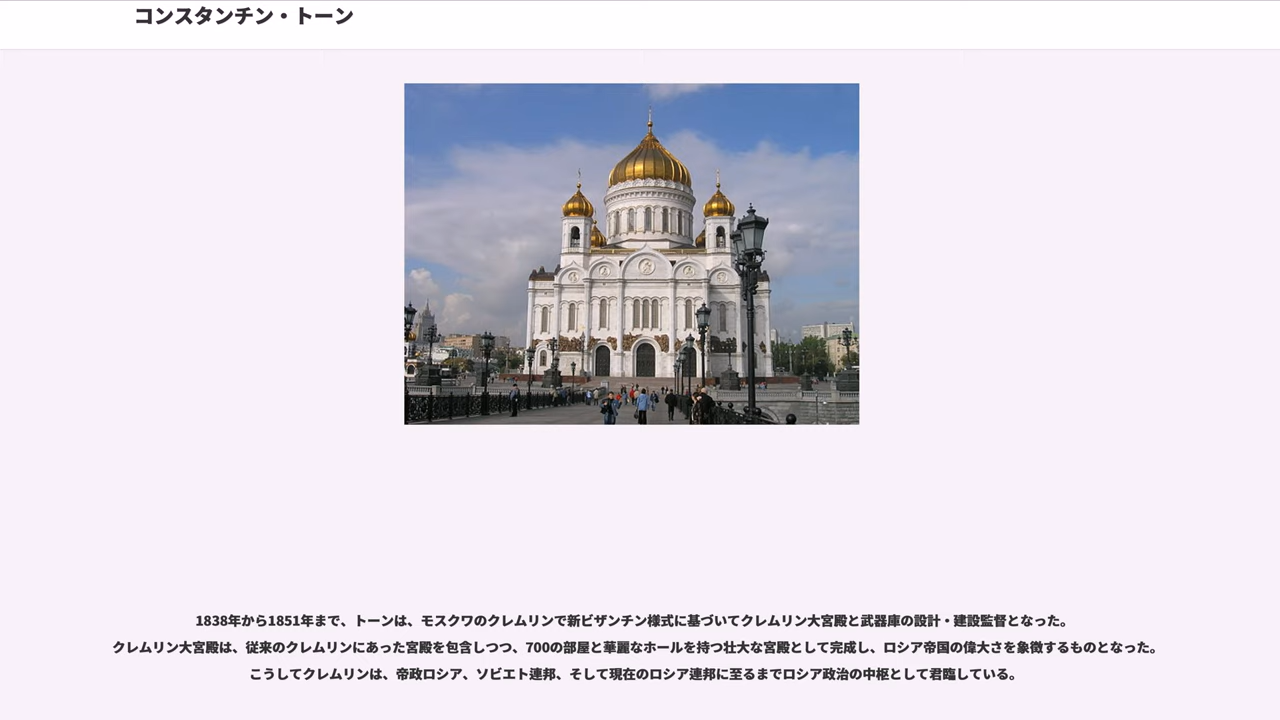 コンスタンチン・トーン
1838年から1851年まで、トーンは、モスクワのクレムリンで新ビザンチン様式に基づいてクレムリン大宮殿と武器庫の設計・建設監督となった。
クレムリン大宮殿は、従来のクレムリンにあった宮殿を包含しつつ、700の部屋と華麗なホールを持つ壮大な宮殿として完成し、ロシア帝国の偉大さを象徴するものとなった。
こうしてクレムリンは、帝政ロシア、ソビエト連邦、そして現在のロシア連邦に至るまでロシア政治の中枢として君臨している。